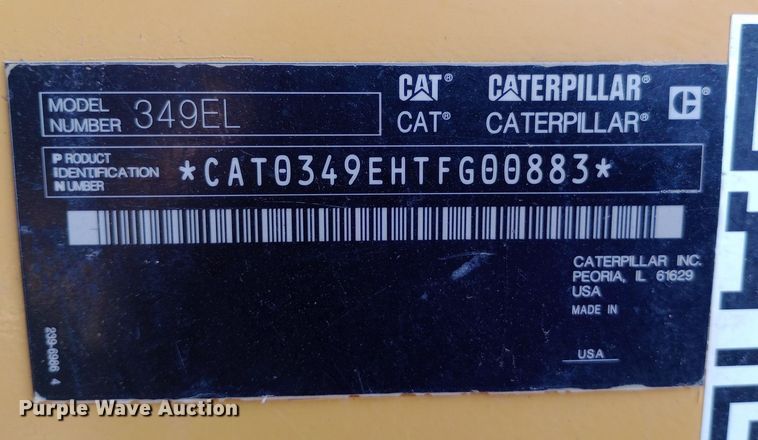 CAT® CATERPILLAR®
CAT® CATERPILLAR® C®
MODEL NUMBER 349EL
PRODUCT IDENTIFICATION NUMBER *CAT0349EHTFG00883*
CATERPILLAR INC.
PEORIA, IL 61629
USA
MADE IN
USA
239-6966 4
Purple Wave Auction